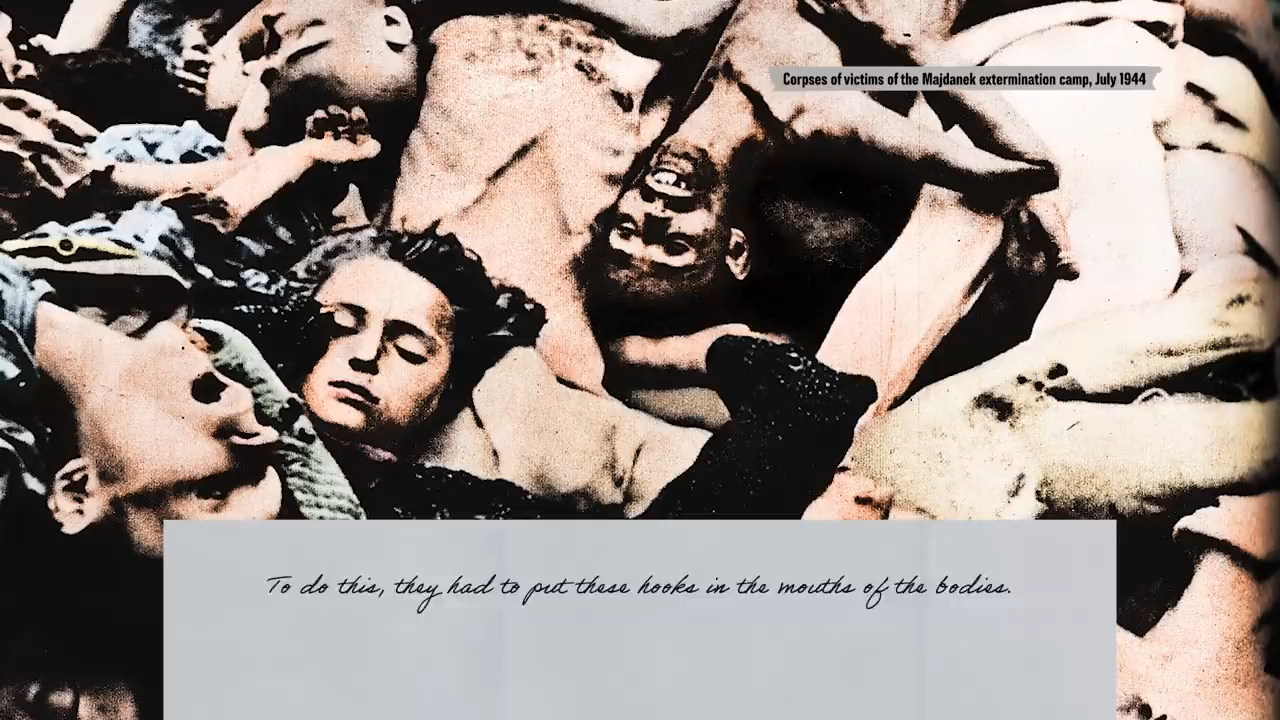 Corpses of victims of the Majdanek extermination camp, July 1944
To do this, they had to put these hooks in the mouths of the bodies.